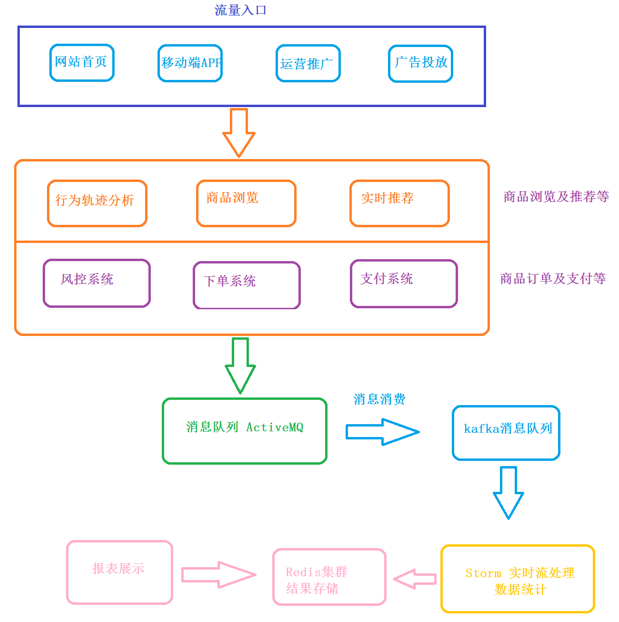 流量入口
网站首页
移动端APP
运营推广
广告投放
行为轨迹分析
商品浏览
实时推荐
商品浏览及推荐等
风控系统
下单系统
支付系统
商品订单及支付等
消息队列 ActiveMQ
消息消费
kafka消息队列
报表展示
Redis集群
结果存储
Storm 实时流处理
数据统计